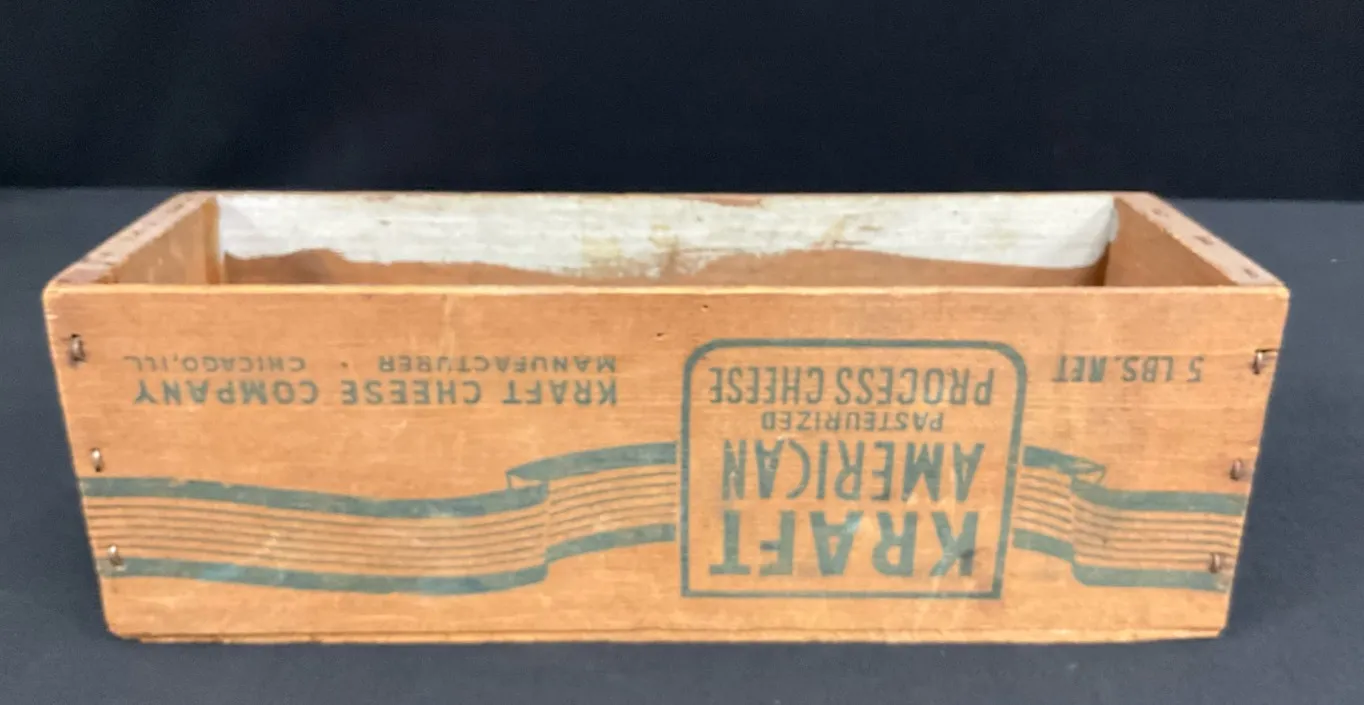 KRAFT
AMERICAN
PASTEURIZED
PROCESS CHEESE
5 LBS. NET
KRAFT CHEESE COMPANY
MANUFACTURER · CHICAGO, ILL